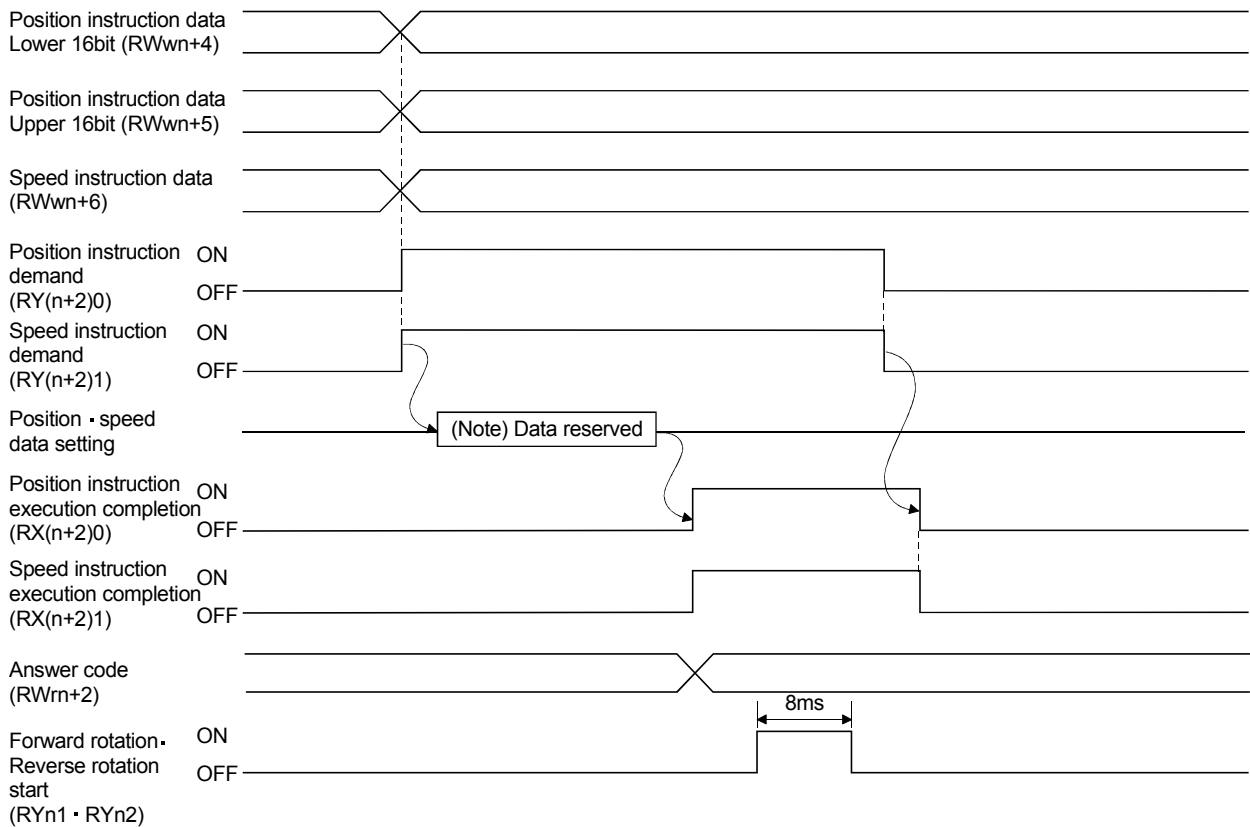 Position instruction data
Lower 16bit (RWwn+4)
Position instruction data
Upper 16bit (RWwn+5)
Speed instruction data
(RWwn+6)
Position instruction
demand
(RY(n+2)0)
ON
OFF
Speed instruction
demand
(RY(n+2)1)
ON
OFF
Position ▪ speed
data setting
(Note) Data reserved
Position instruction
execution completion
(RX(n+2)0)
ON
OFF
Speed instruction
execution completion
(RX(n+2)1)
ON
OFF
Answer code
(RWrn+2)
8ms
Forward rotation▪
Reverse rotation
start
(RYn1 ▪ RYn2)
ON
OFF